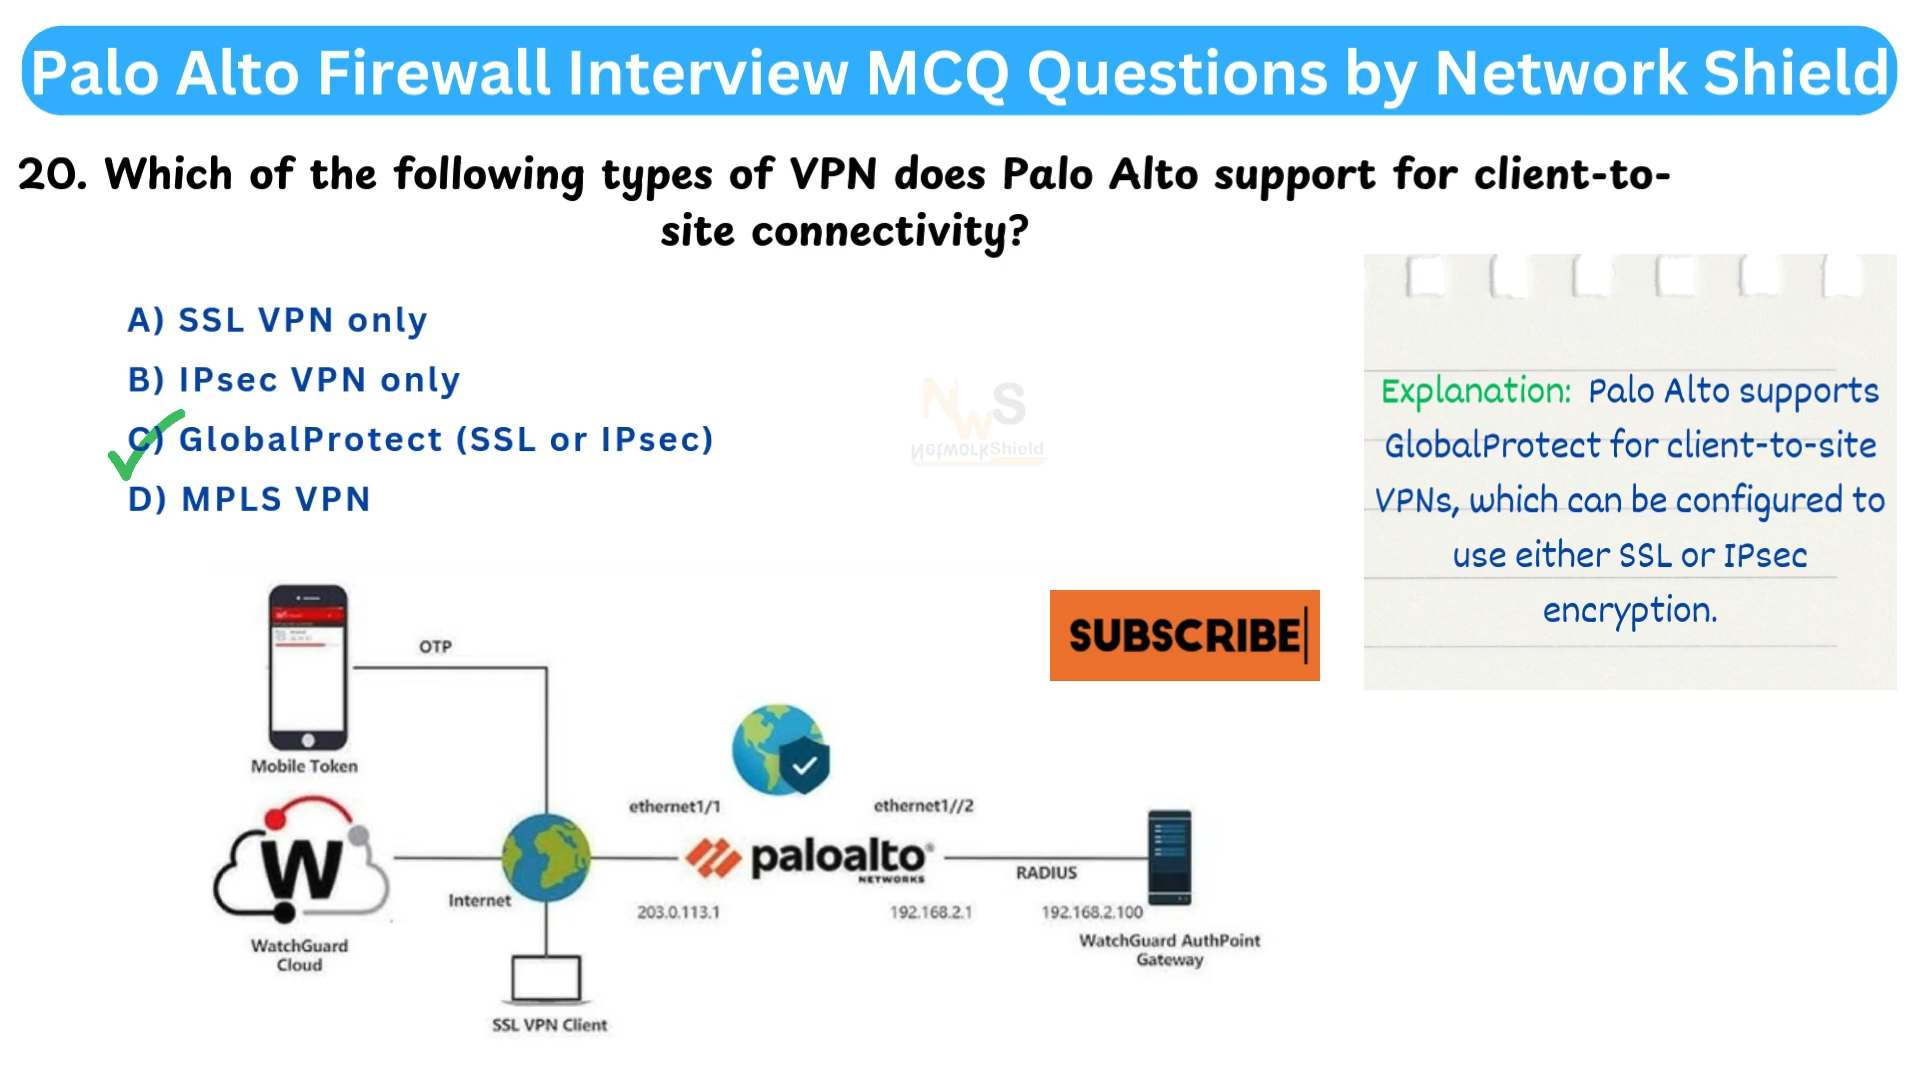 Palo Alto Firewall Interview MCQ Questions by Network Shield
20. Which of the following types of VPN does Palo Alto support for client-to-
site connectivity?
A) SSL VPN only
B) IPsec VPN only
C) GlobalProtect (SSL or IPsec)
D) MPLS VPN
NWS
NetworkShield
Explanation: Palo Alto supports
GlobalProtect for client-to-site
VPNs, which can be configured to
use either SSL or IPsec
encryption.
SUBSCRIBE
OTP
Mobile Token
ethernet1/1
ethernet1//2
W
paloalto
NETWORKS
RADIUS
Internet
203.0.113.1
192.168.2.1
192.168.2.100
WatchGuard
Cloud
WatchGuard AuthPoint
Gateway
SSL VPN Client